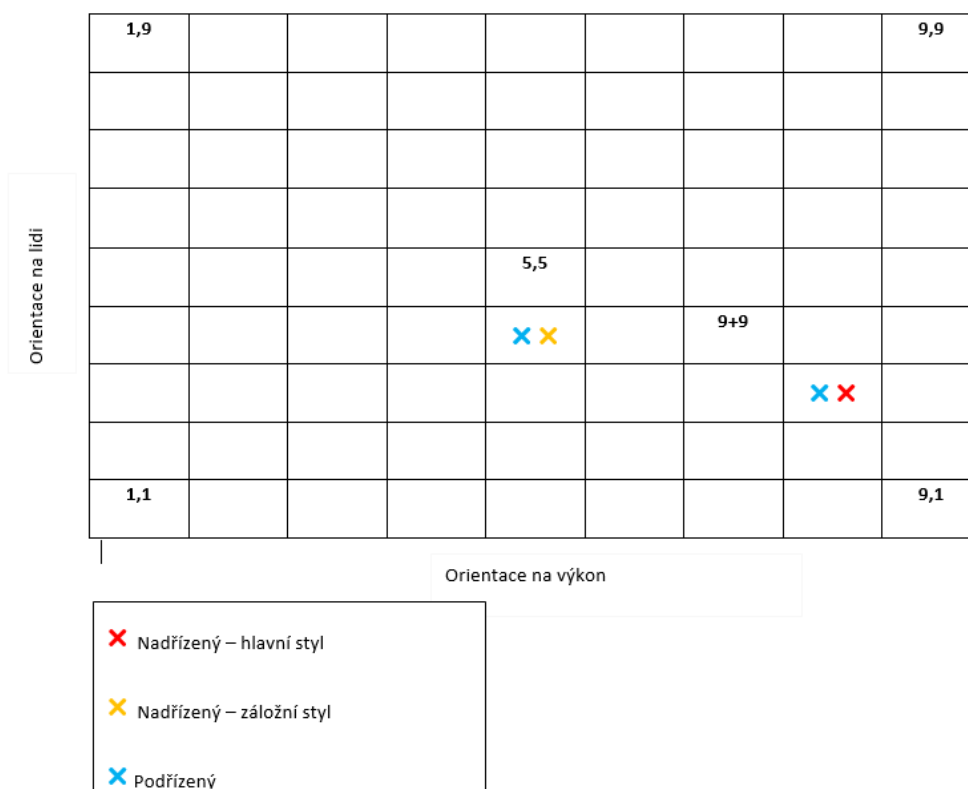 1,9 9,9
Orientace na lidi
5,5
9+9
1,1 9,1
Orientace na výkon
Nadřízený – hlavní styl
Nadřízený – záložní styl
Podřízený